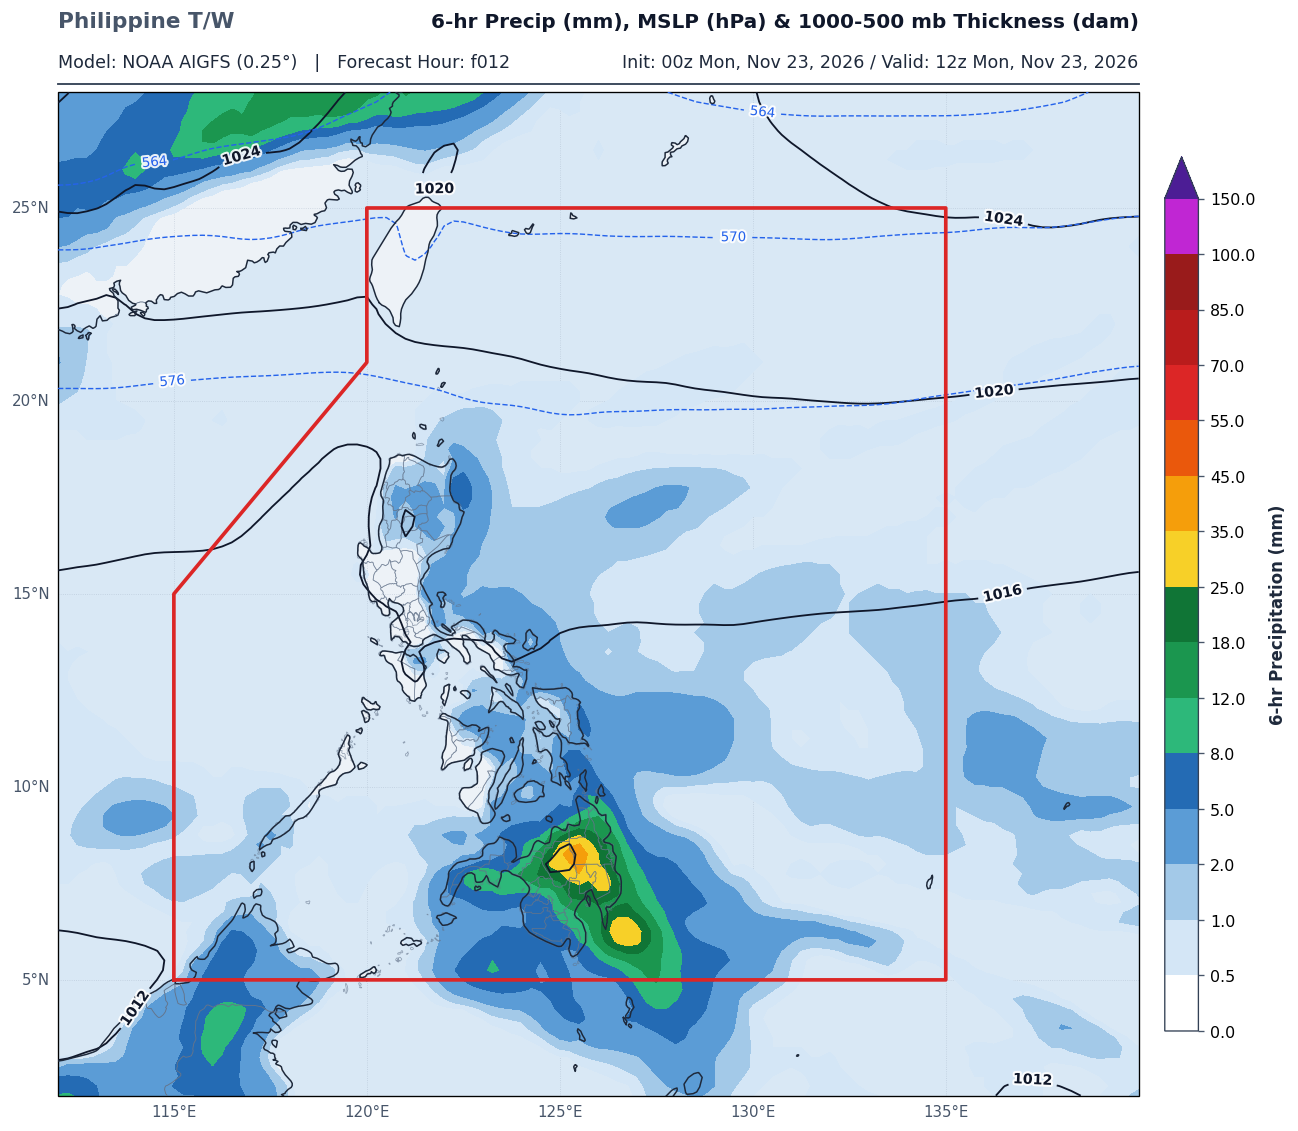 Philippine T/W
6-hr Precip (mm), MSLP (hPa) & 1000-500 mb Thickness (dam)
Model: NOAA AIGFS (0.25°) | Forecast Hour: f012
Init: 00z Mon, Nov 23, 2026 / Valid: 12z Mon, Nov 23, 2026
564
564
1024
1020
1024
570
576
1020
1016
1012
1012
25°N
20°N
15°N
10°N
5°N
115°E
120°E
125°E
130°E
135°E
150.0
100.0
85.0
70.0
55.0
45.0
35.0
25.0
18.0
12.0
8.0
5.0
2.0
1.0
0.5
0.0
6-hr Precipitation (mm)